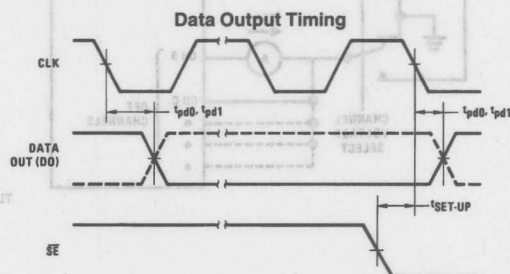 Data Output Timing
CLK
tpd0, tpd1
tpd0, tpd1
DATA
OUT (DO)
tSET-UP
SE